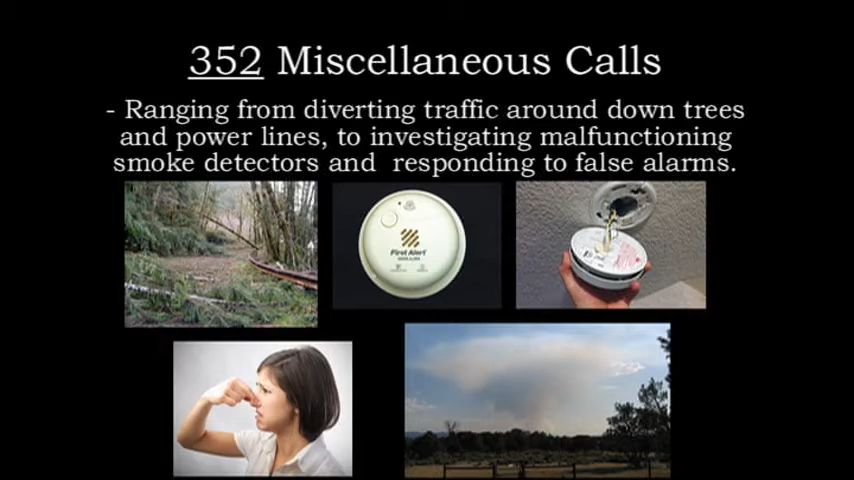 352 Miscellaneous Calls
- Ranging from diverting traffic around down trees
and power lines, to investigating malfunctioning
smoke detectors and responding to false alarms.
First Alert